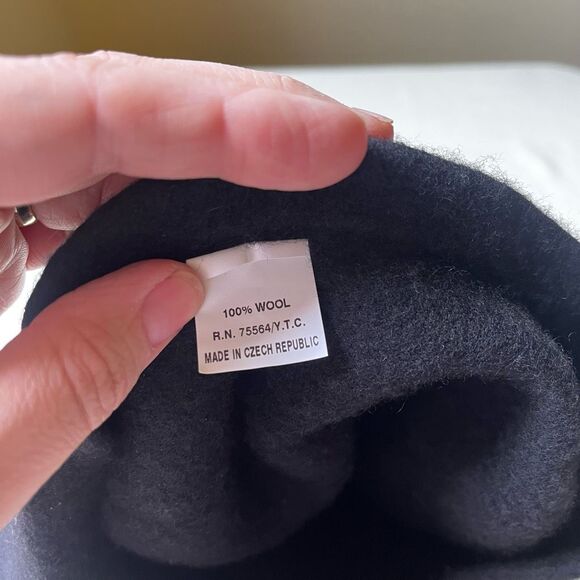 100% WOOL
R.N. 75564/Y.T.C.
MADE IN CZECH REPUBLIC